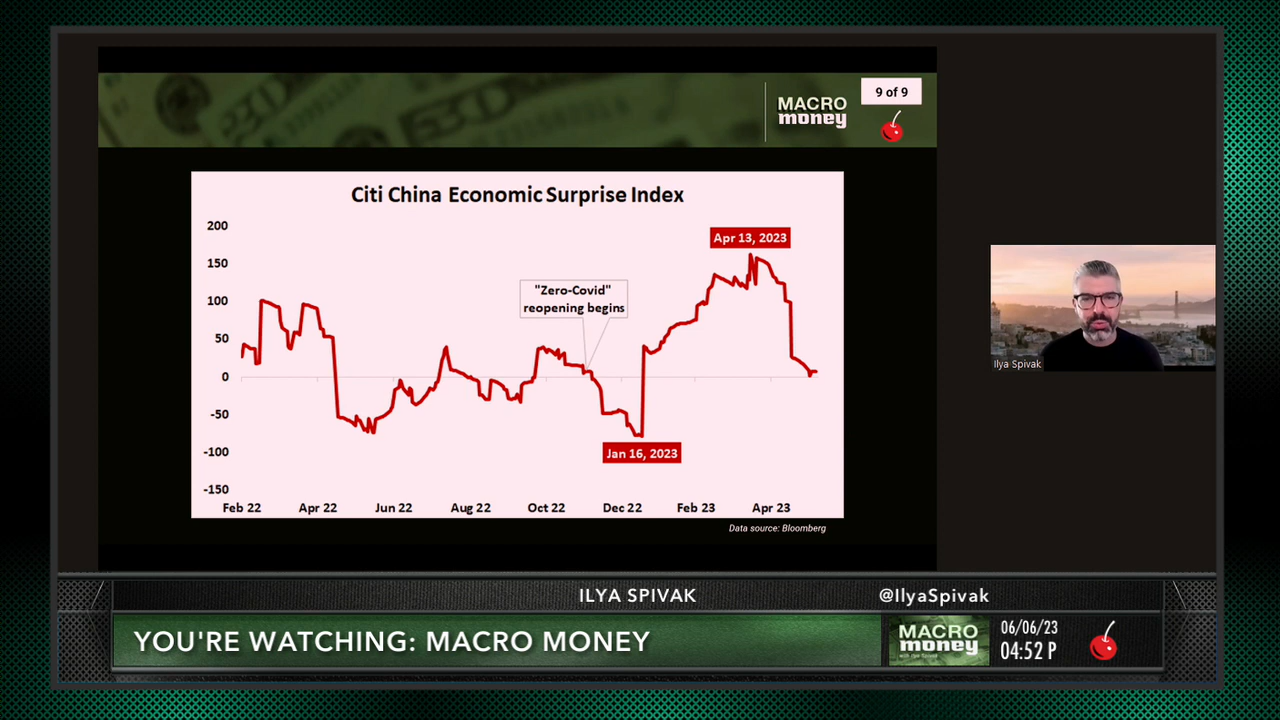 MACRO
money
9 of 9
Citi China Economic Surprise Index
200
150
100
50
0
-50
-100
-150
Feb 22
Apr 22
Jun 22
Aug 22
Oct 22
Dec 22
Feb 23
Apr 23
"Zero-Covid"
reopening begins
Apr 13, 2023
Jan 16, 2023
Data source: Bloomberg
Ilya Spivak
ILYA SPIVAK
@IlyaSpivak
YOU'RE WATCHING: MACRO MONEY
MACRO
money
06/06/23
04:52 P